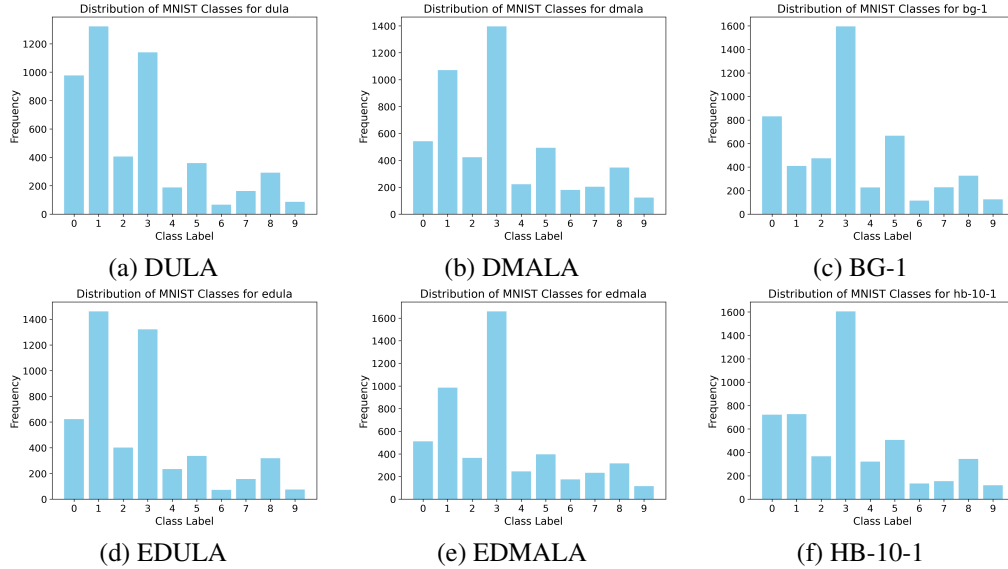 Distribution of MNIST Classes for dula
Frequency
1200
1000
800
600
400
200
0
0 1 2 3 4 5 6 7 8 9
Class Label
(a) DULA
Distribution of MNIST Classes for dmala
Frequency
1400
1200
1000
800
600
400
200
0
0 1 2 3 4 5 6 7 8 9
Class Label
(b) DMALA
Distribution of MNIST Classes for bg-1
Frequency
1600
1400
1200
1000
800
600
400
200
0
0 1 2 3 4 5 6 7 8 9
Class Label
(c) BG-1
Distribution of MNIST Classes for edula
Frequency
1400
1200
1000
800
600
400
200
0
0 1 2 3 4 5 6 7 8 9
Class Label
(d) EDULA
Distribution of MNIST Classes for edmala
Frequency
1600
1400
1200
1000
800
600
400
200
0
0 1 2 3 4 5 6 7 8 9
Class Label
(e) EDMALA
Distribution of MNIST Classes for hb-10-1
Frequency
1600
1400
1200
1000
800
600
400
200
0
0 1 2 3 4 5 6 7 8 9
Class Label
(f) HB-10-1